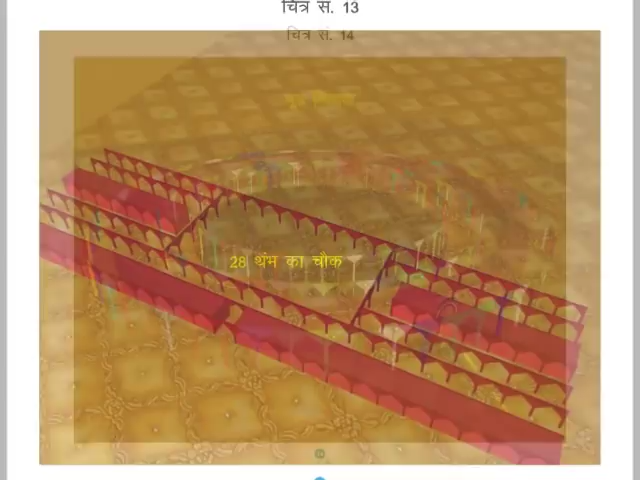 चित्र सं. 13
चित्र सं. 14
28 थंभ का चौक